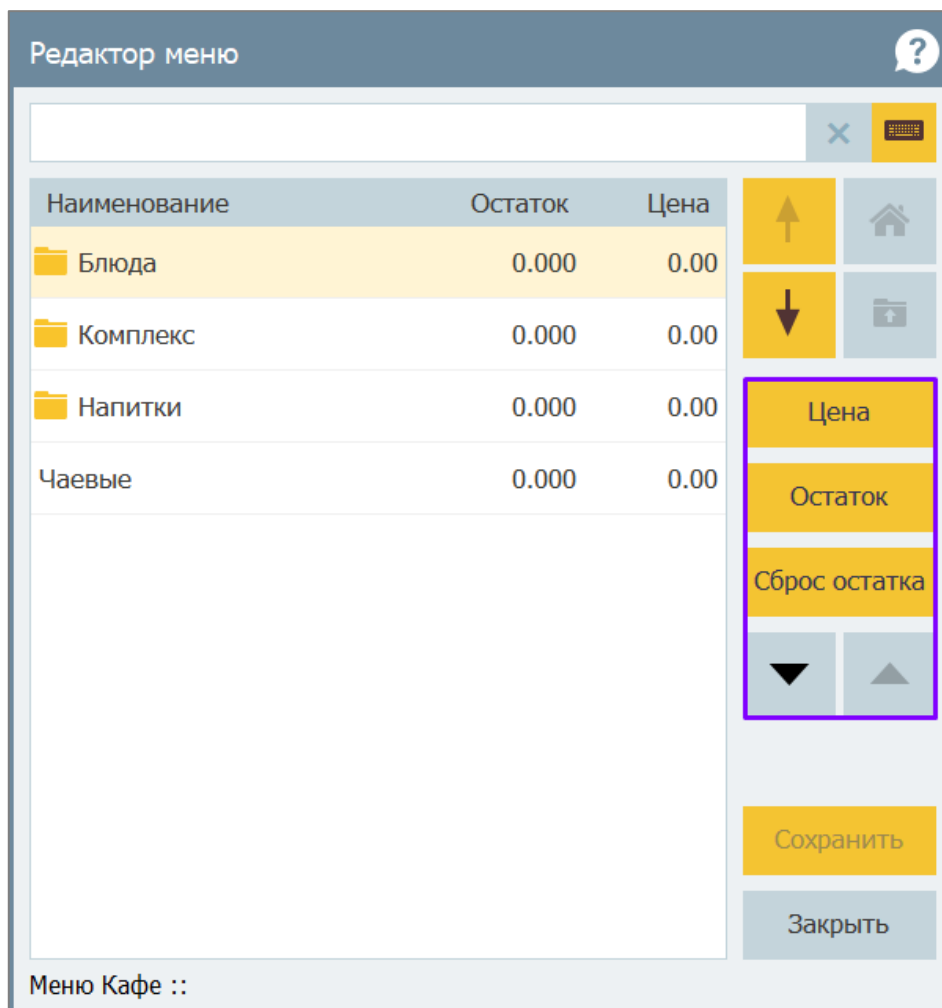 Редактор меню
?
Наименование Остаток Цена
Блюда 0.000 0.00
Комплекс 0.000 0.00
Напитки 0.000 0.00
Чаевые 0.000 0.00
Цена
Остаток
Сброс остатка
Сохранить
Закрыть
Меню Кафе ::